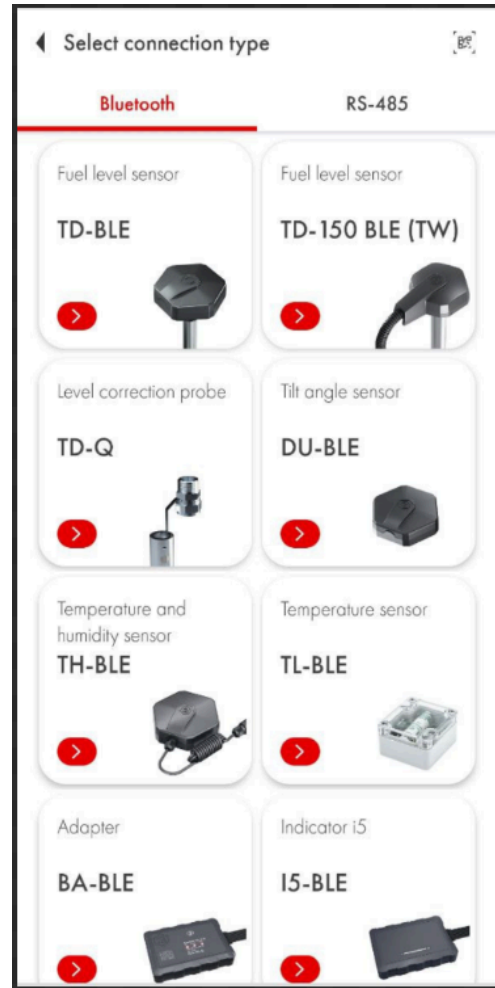 Select connection type
Bluetooth
RS-485
Fuel level sensor
TD-BLE
Fuel level sensor
TD-150 BLE (TW)
Level correction probe
TD-Q
Tilt angle sensor
DU-BLE
Temperature and
humidity sensor
TH-BLE
Temperature sensor
TL-BLE
Adapter
BA-BLE
Indicator i5
I5-BLE